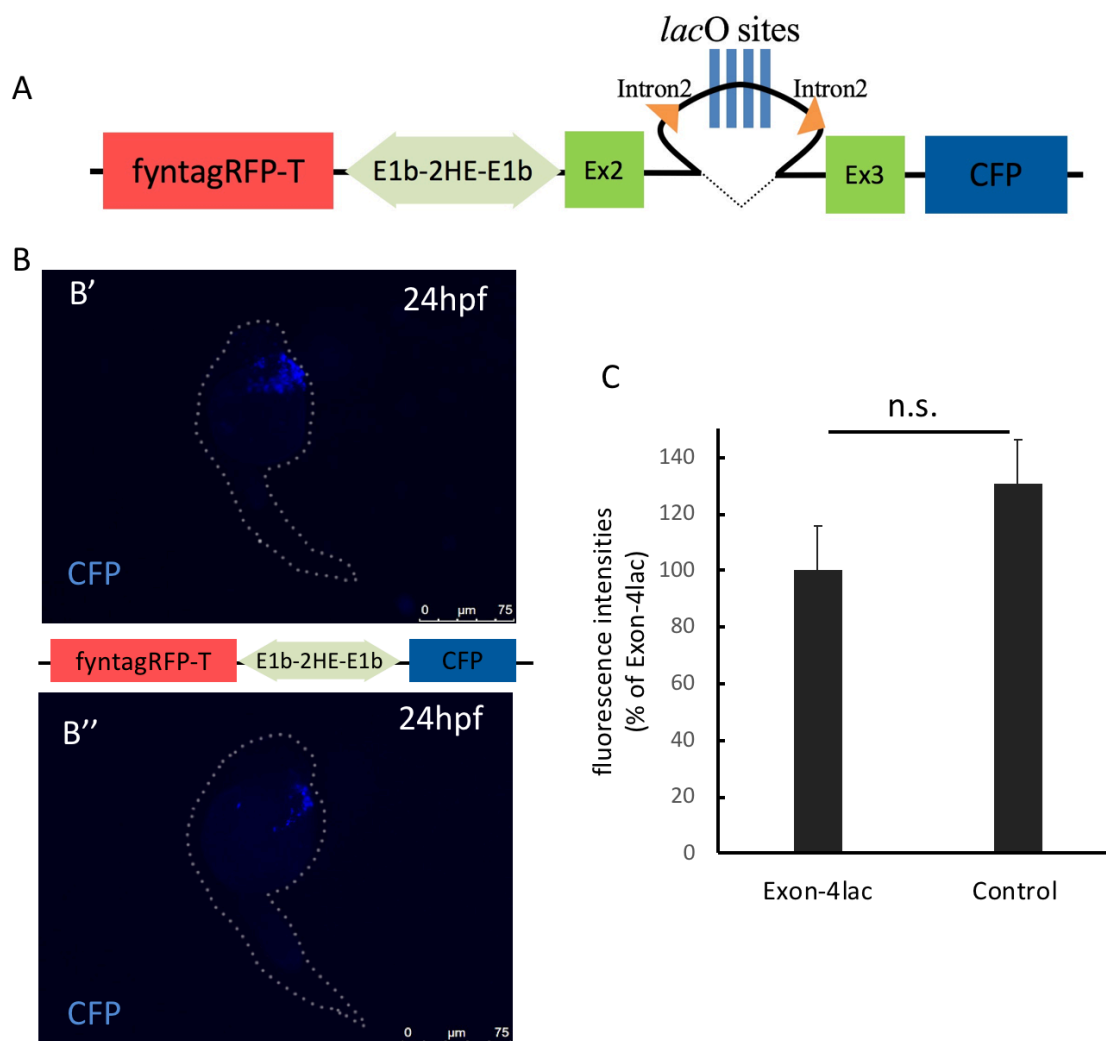 A
lacO sites
Intron2 Intron2
fyntagRFP-T E1b-2HE-E1b Ex2 Ex3 CFP
B
B' 24hpf
CFP
0 µm 75
fyntagRFP-T E1b-2HE-E1b CFP
B'' 24hpf
CFP
0 µm 75
C
n.s.
fluorescence intensities
(% of Exon-4lac)
140
120
100
80
60
40
20
0
Exon-4lac Control